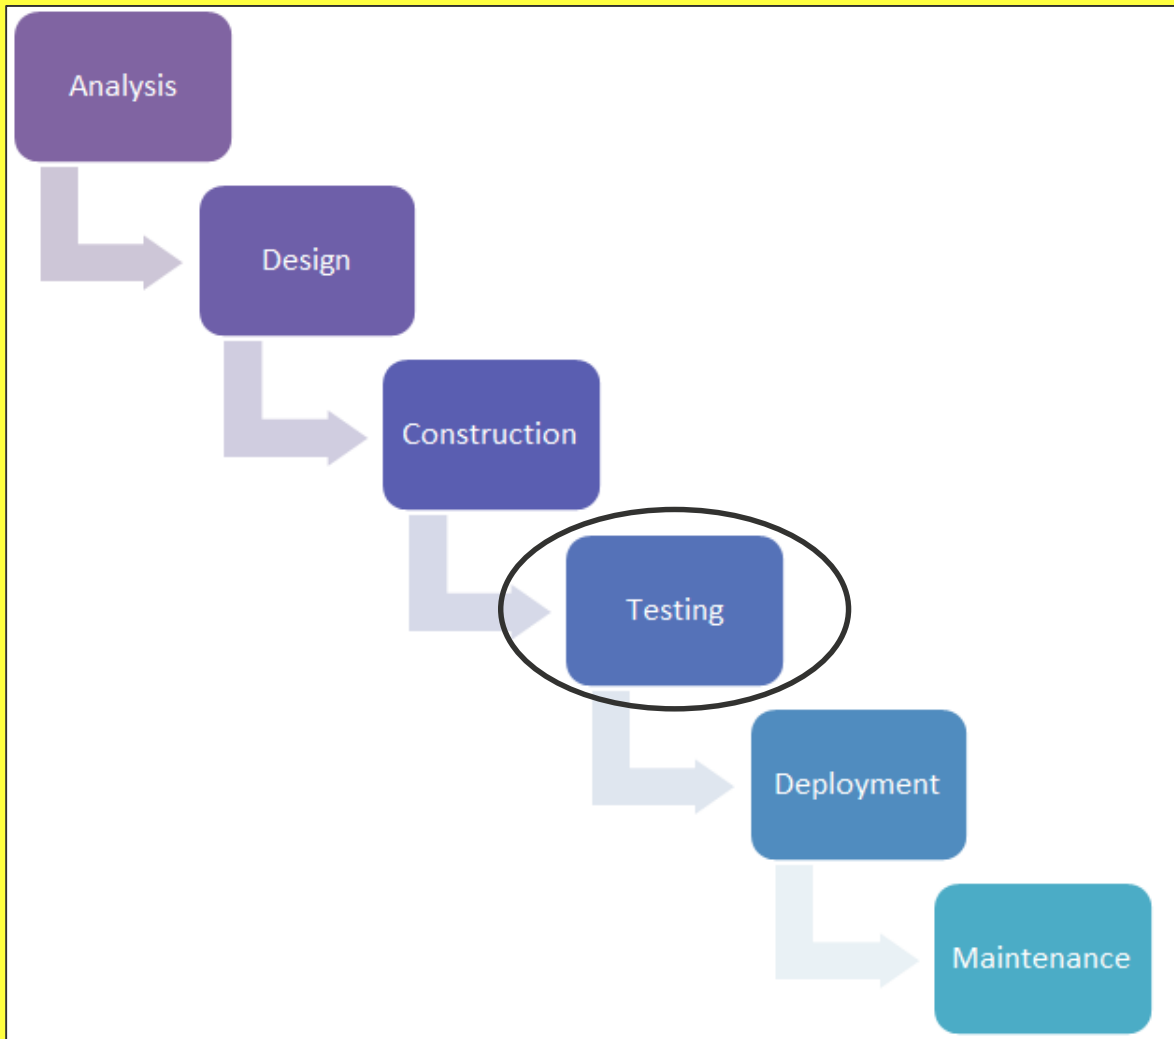 Analysis
Design
Construction
Testing
Deployment
Maintenance